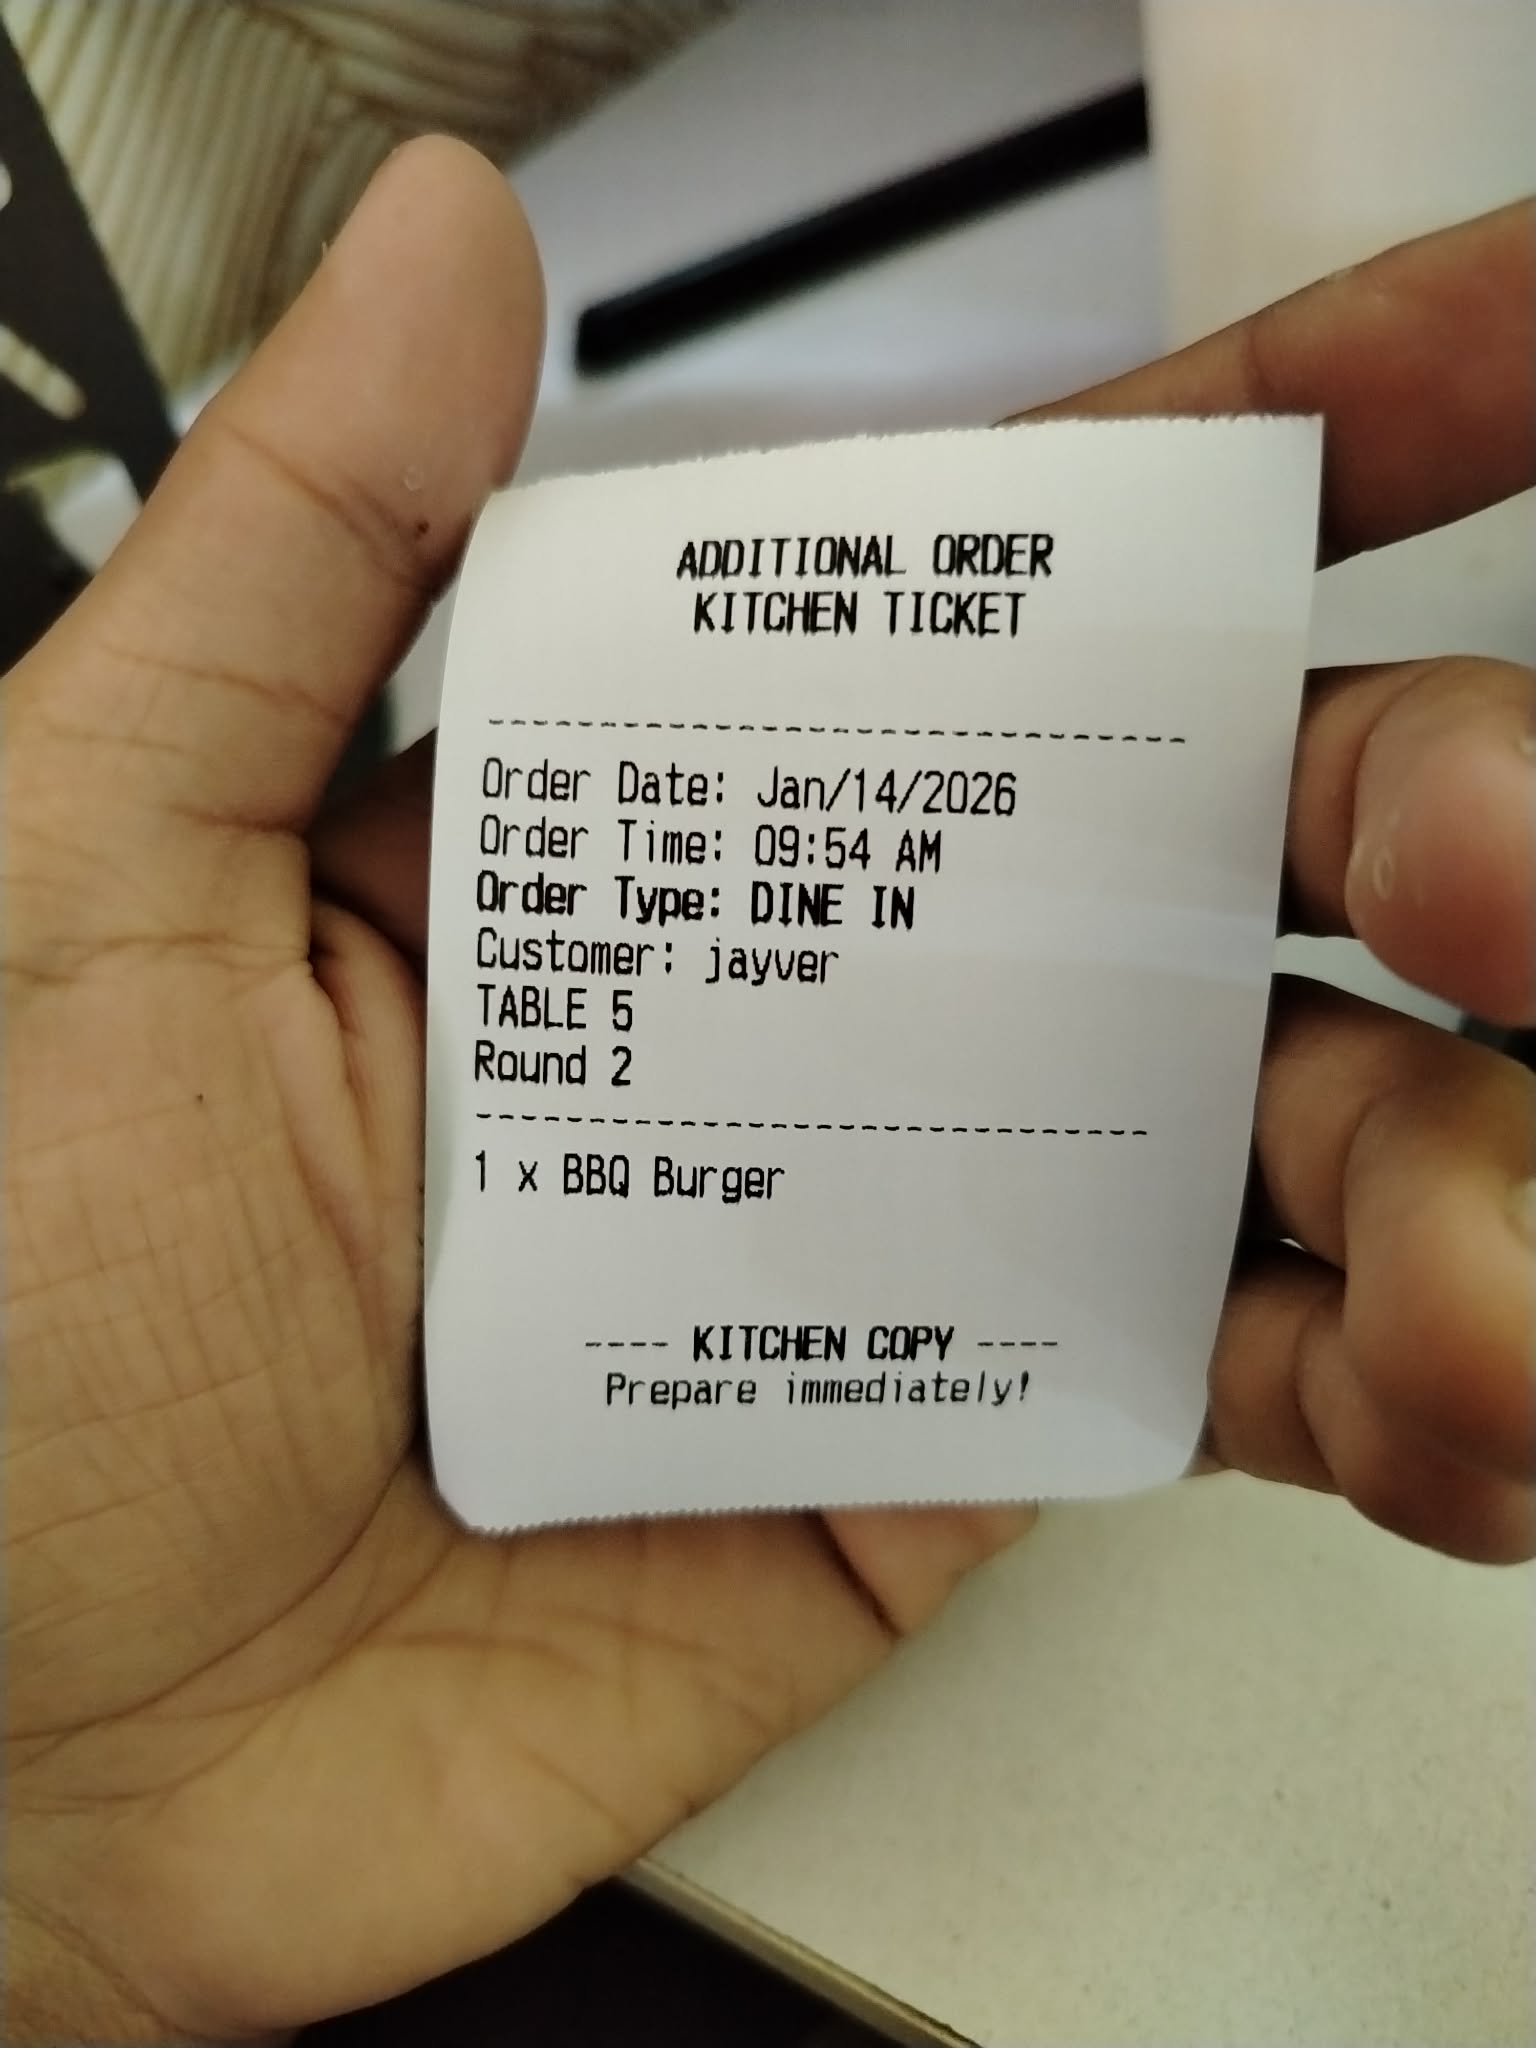 ADDITIONAL ORDER
KITCHEN TICKET
--------------------------------
Order Date: Jan/14/2026
Order Time: 09:54 AM
Order Type: DINE IN
Customer: jayver
TABLE 5
Round 2
--------------------------------
1 x BBQ Burger
---- KITCHEN COPY ----
Prepare immediately!